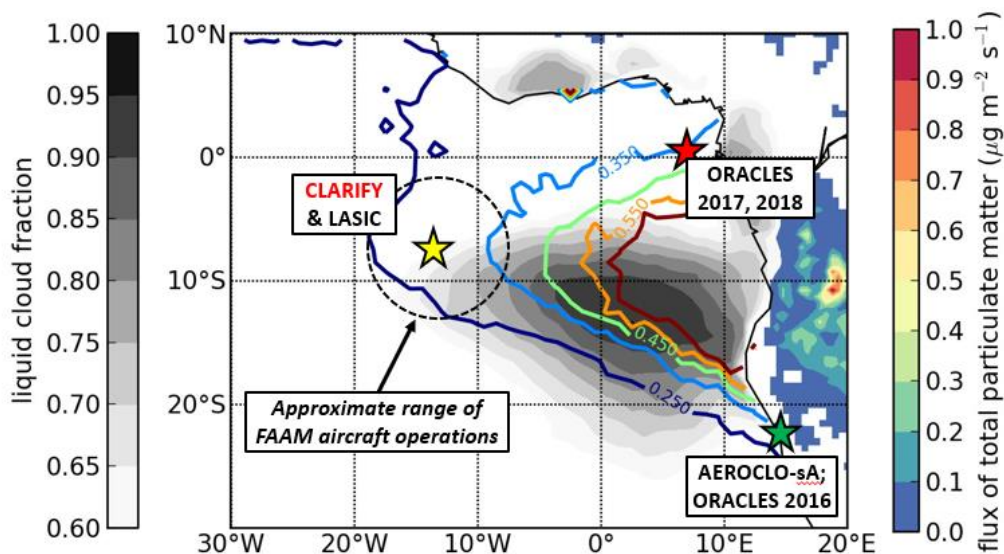 liquid cloud fraction
1.00
0.95
0.90
0.85
0.80
0.75
0.70
0.65
0.60
10°N
0°
10°S
20°S
30°W
20°W
10°W
0°
10°E
20°E
CLARIFY
& LASIC
Approximate range of
FAAM aircraft operations
ORACLES
2017, 2018
AEROCLO-sA;
ORACLES 2016
0.350
0.550
0.450
0.250
1.0
0.9
0.8
0.7
0.6
0.5
0.4
0.3
0.2
0.1
0.0
flux of total particulate matter (μg m⁻² s⁻¹)